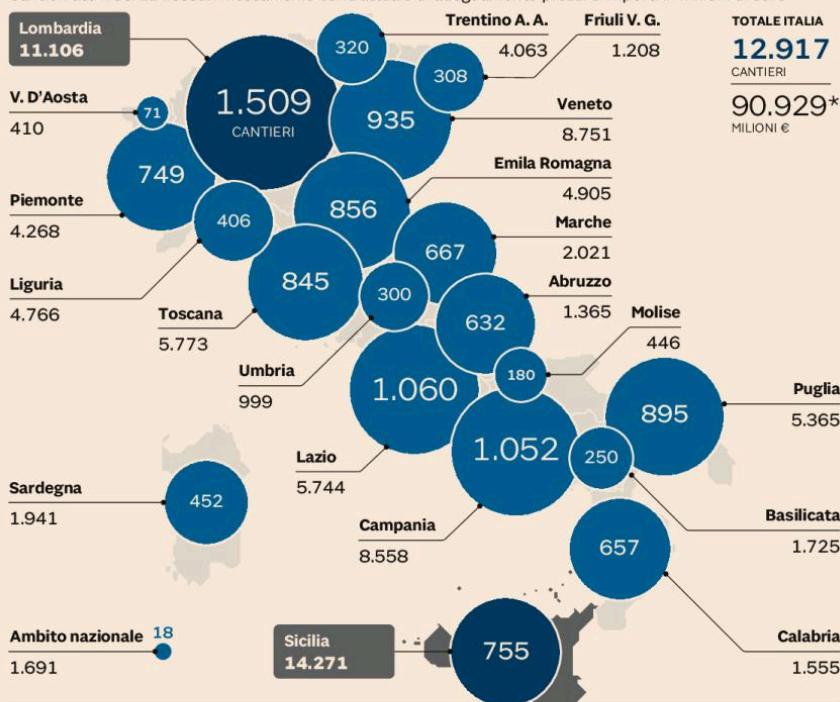 Lombardia
11.106
320
Trentino A. A.
4.063
Friuli V. G.
1.208
308
TOTALE ITALIA
12.917
CANTIERI
90.929*
MILIONI €
V. D'Aosta
410
71
1.509
CANTIERI
935
Veneto
8.751
749
Emila Romagna
4.905
Piemonte
4.268
406
856
Marche
2.021
667
Liguria
4.766
845
300
Abruzzo
1.365
632
Toscana
5.773
Molise
446
Umbria
999
1.060
180
Puglia
5.365
895
1.052
250
Lazio
5.744
Sardegna
1.941
452
Campania
8.558
Basilicata
1.725
657
Ambito nazionale
1.691
18
Sicilia
14.271
755
Calabria
1.555